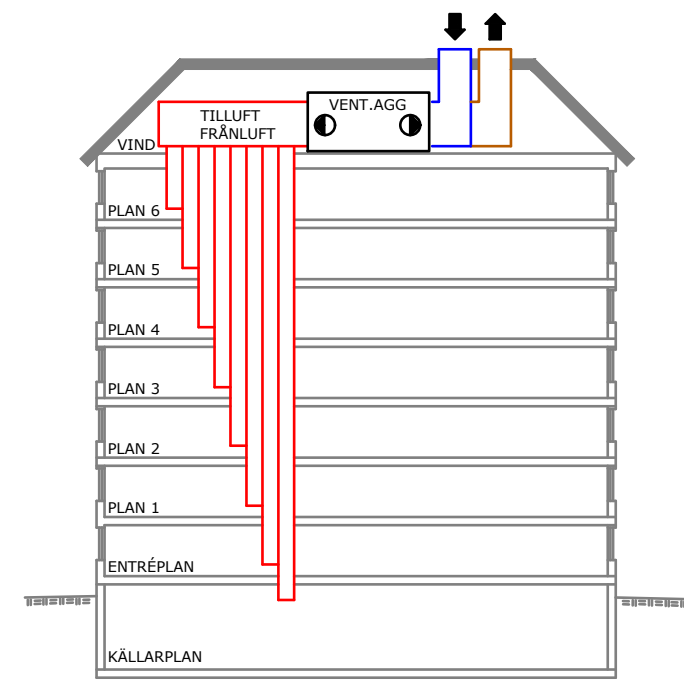 TILLUFT
FRÅNLUFT
VENT.AGG
VIND
PLAN 6
PLAN 5
PLAN 4
PLAN 3
PLAN 2
PLAN 1
ENTRÉPLAN
KÄLLARPLAN